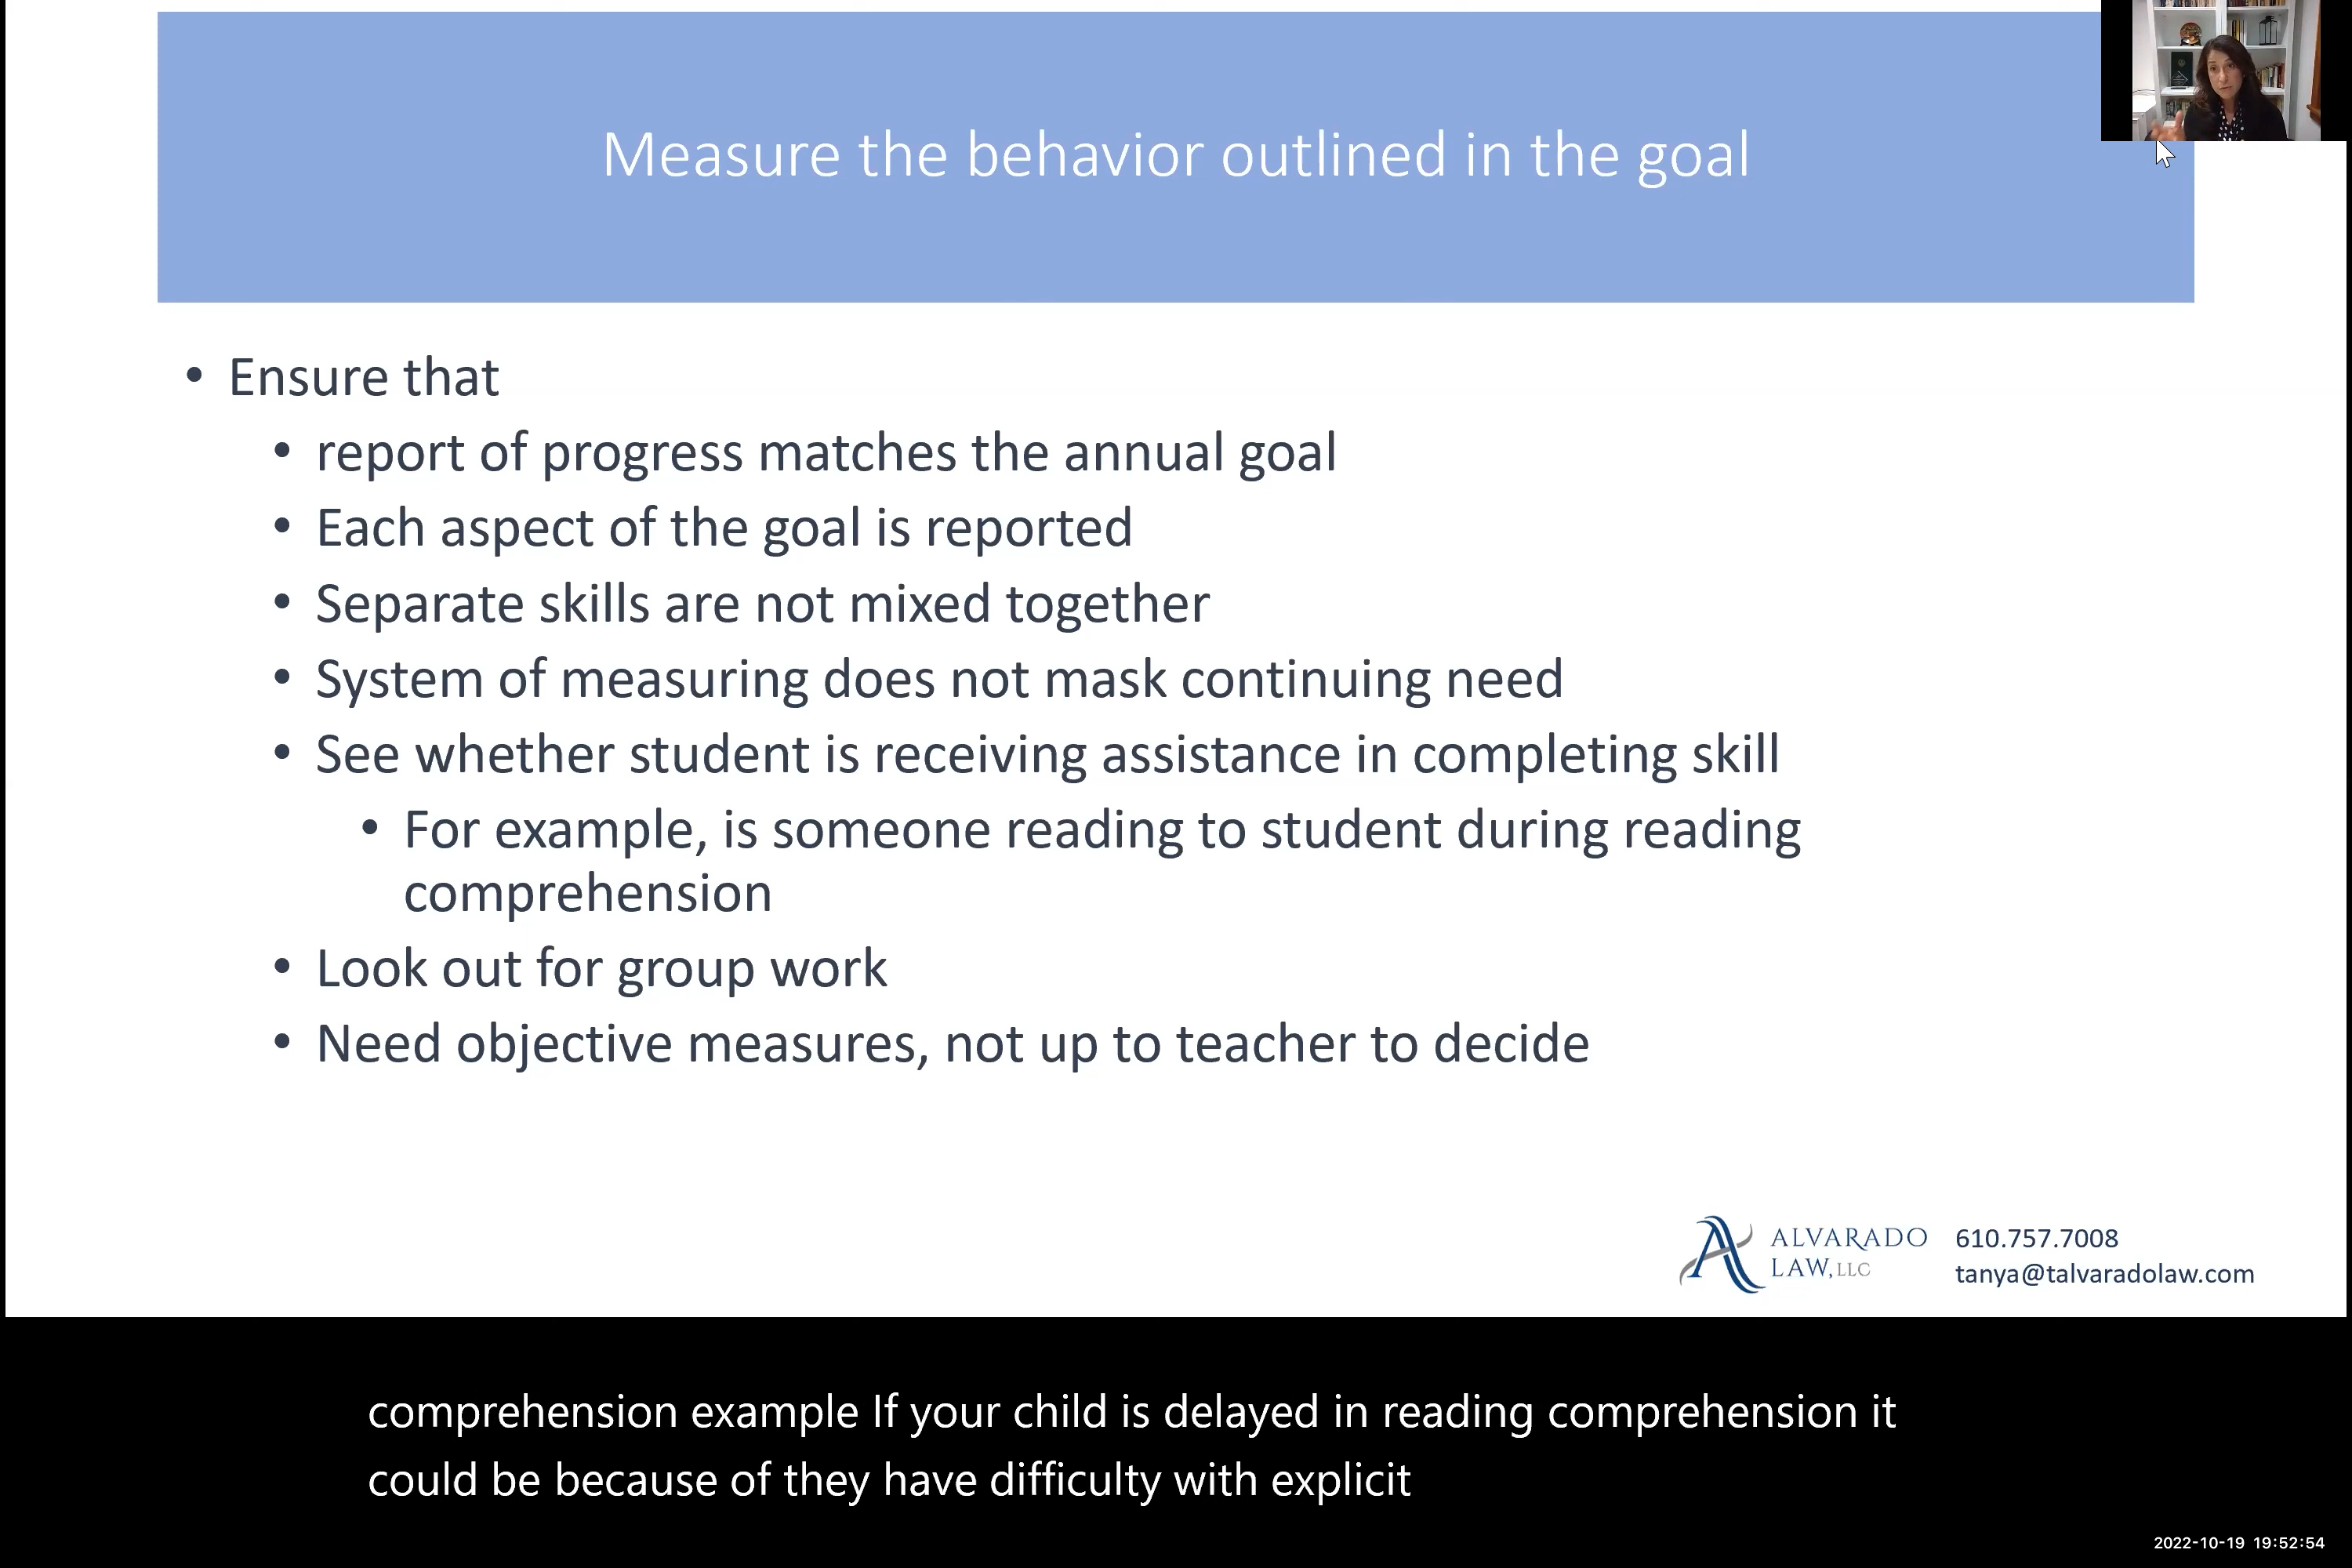 Measure the behavior outlined in the goal
• Ensure that
• report of progress matches the annual goal
• Each aspect of the goal is reported
• Separate skills are not mixed together
• System of measuring does not mask continuing need
• See whether student is receiving assistance in completing skill
• For example, is someone reading to student during reading
comprehension
• Look out for group work
• Need objective measures, not up to teacher to decide
ALVARADO
LAW, LLC
610.757.7008
tanya@talvaradolaw.com
comprehension example If your child is delayed in reading comprehension it
could be because of they have difficulty with explicit
2022-10-19 19:52:54